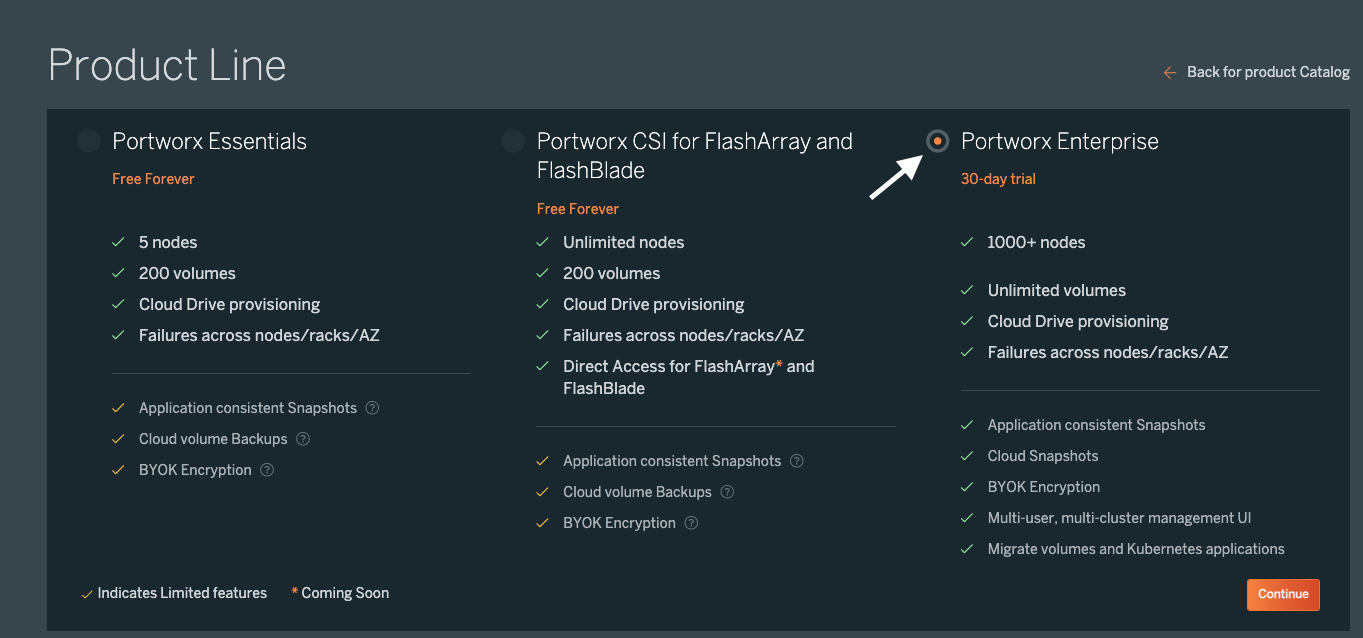 Product Line
Back for product Catalog
Portworx Essentials
Free Forever
5 nodes
200 volumes
Cloud Drive provisioning
Failures across nodes/racks/AZ
Application consistent Snapshots ?
Cloud volume Backups ?
BYOK Encryption ?
Portworx CSI for FlashArray and
FlashBlade
Free Forever
Unlimited nodes
200 volumes
Cloud Drive provisioning
Failures across nodes/racks/AZ
Direct Access for FlashArray* and
FlashBlade
Application consistent Snapshots ?
Cloud volume Backups ?
BYOK Encryption ?
Portworx Enterprise
30-day trial
1000+ nodes
Unlimited volumes
Cloud Drive provisioning
Failures across nodes/racks/AZ
Application consistent Snapshots
Cloud Snapshots
BYOK Encryption
Multi-user, multi-cluster management UI
Migrate volumes and Kubernetes applications
Indicates Limited features
* Coming Soon
Continue